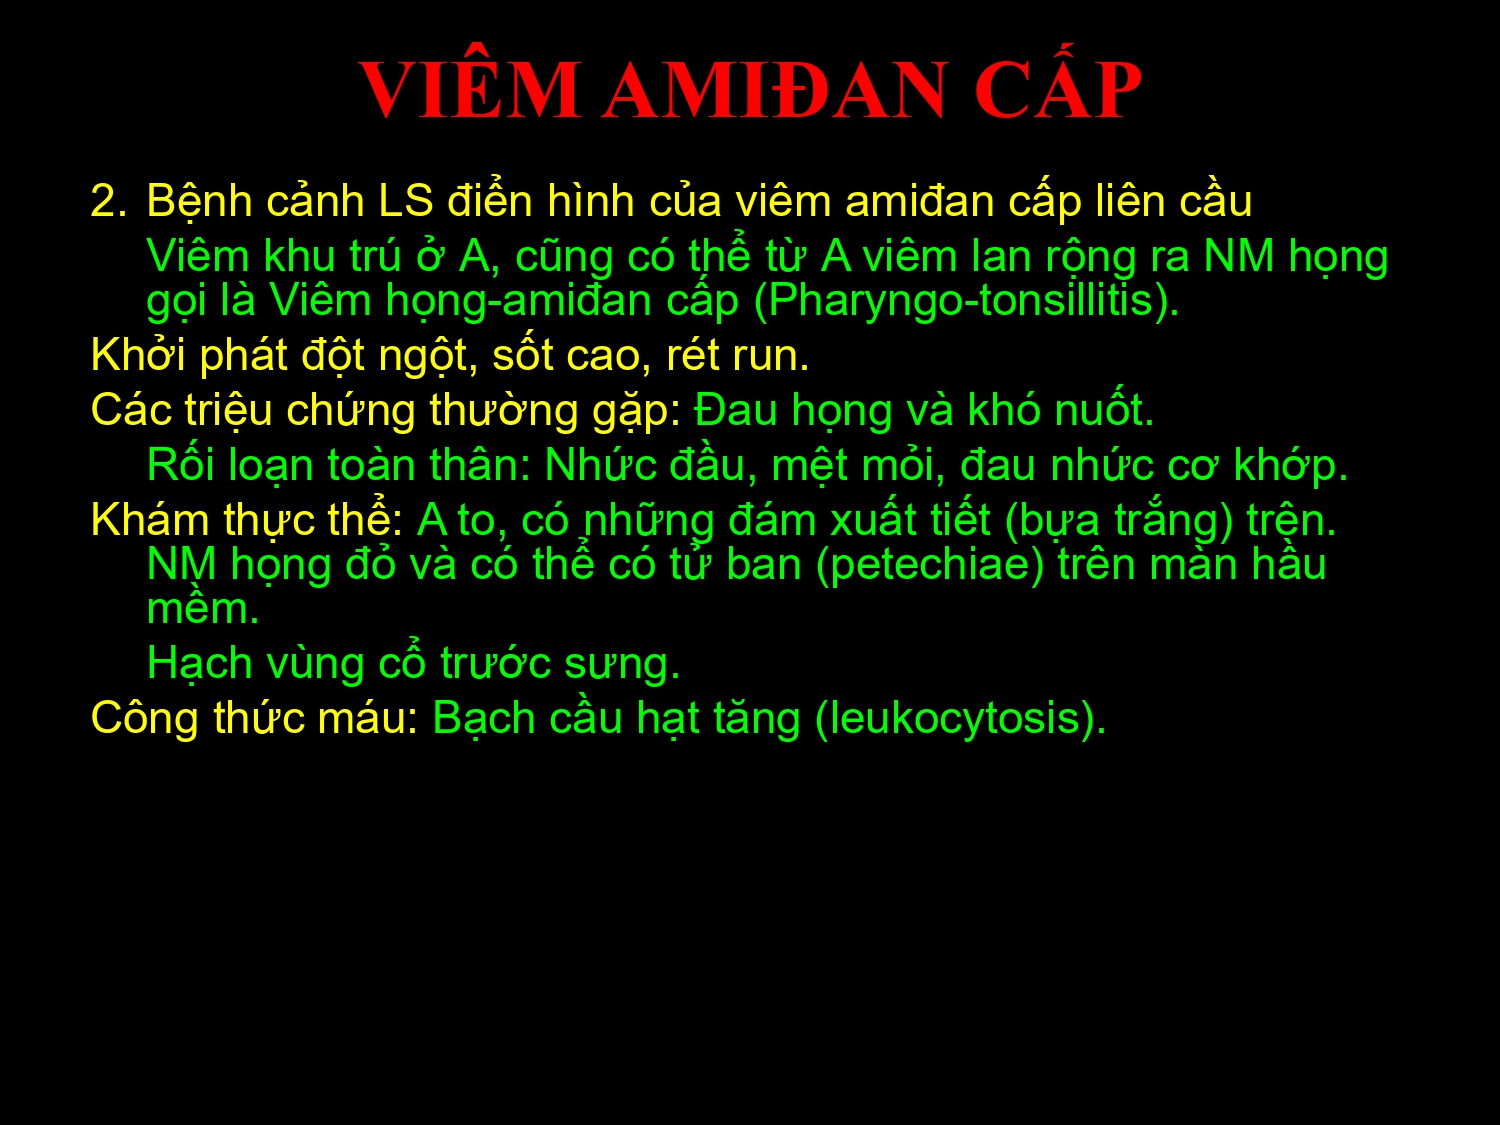 VIÊM AMIĐAN CẤP
2. Bệnh cảnh LS điển hình của viêm amiđan cấp liên cầu
Viêm khu trú ở A, cũng có thể từ A viêm lan rộng ra NM họng
gọi là Viêm họng-amiđan cấp (Pharyngo-tonsillitis).
Khởi phát đột ngột, sốt cao, rét run.
Các triệu chứng thường gặp: Đau họng và khó nuốt.
Rối loạn toàn thân: Nhức đầu, mệt mỏi, đau nhức cơ khớp.
Khám thực thể: A to, có những đám xuất tiết (bựa trắng) trên.
NM họng đỏ và có thể có tử ban (petechiae) trên màn hầu
mềm.
Hạch vùng cổ trước sưng.
Công thức máu: Bạch cầu hạt tăng (leukocytosis).